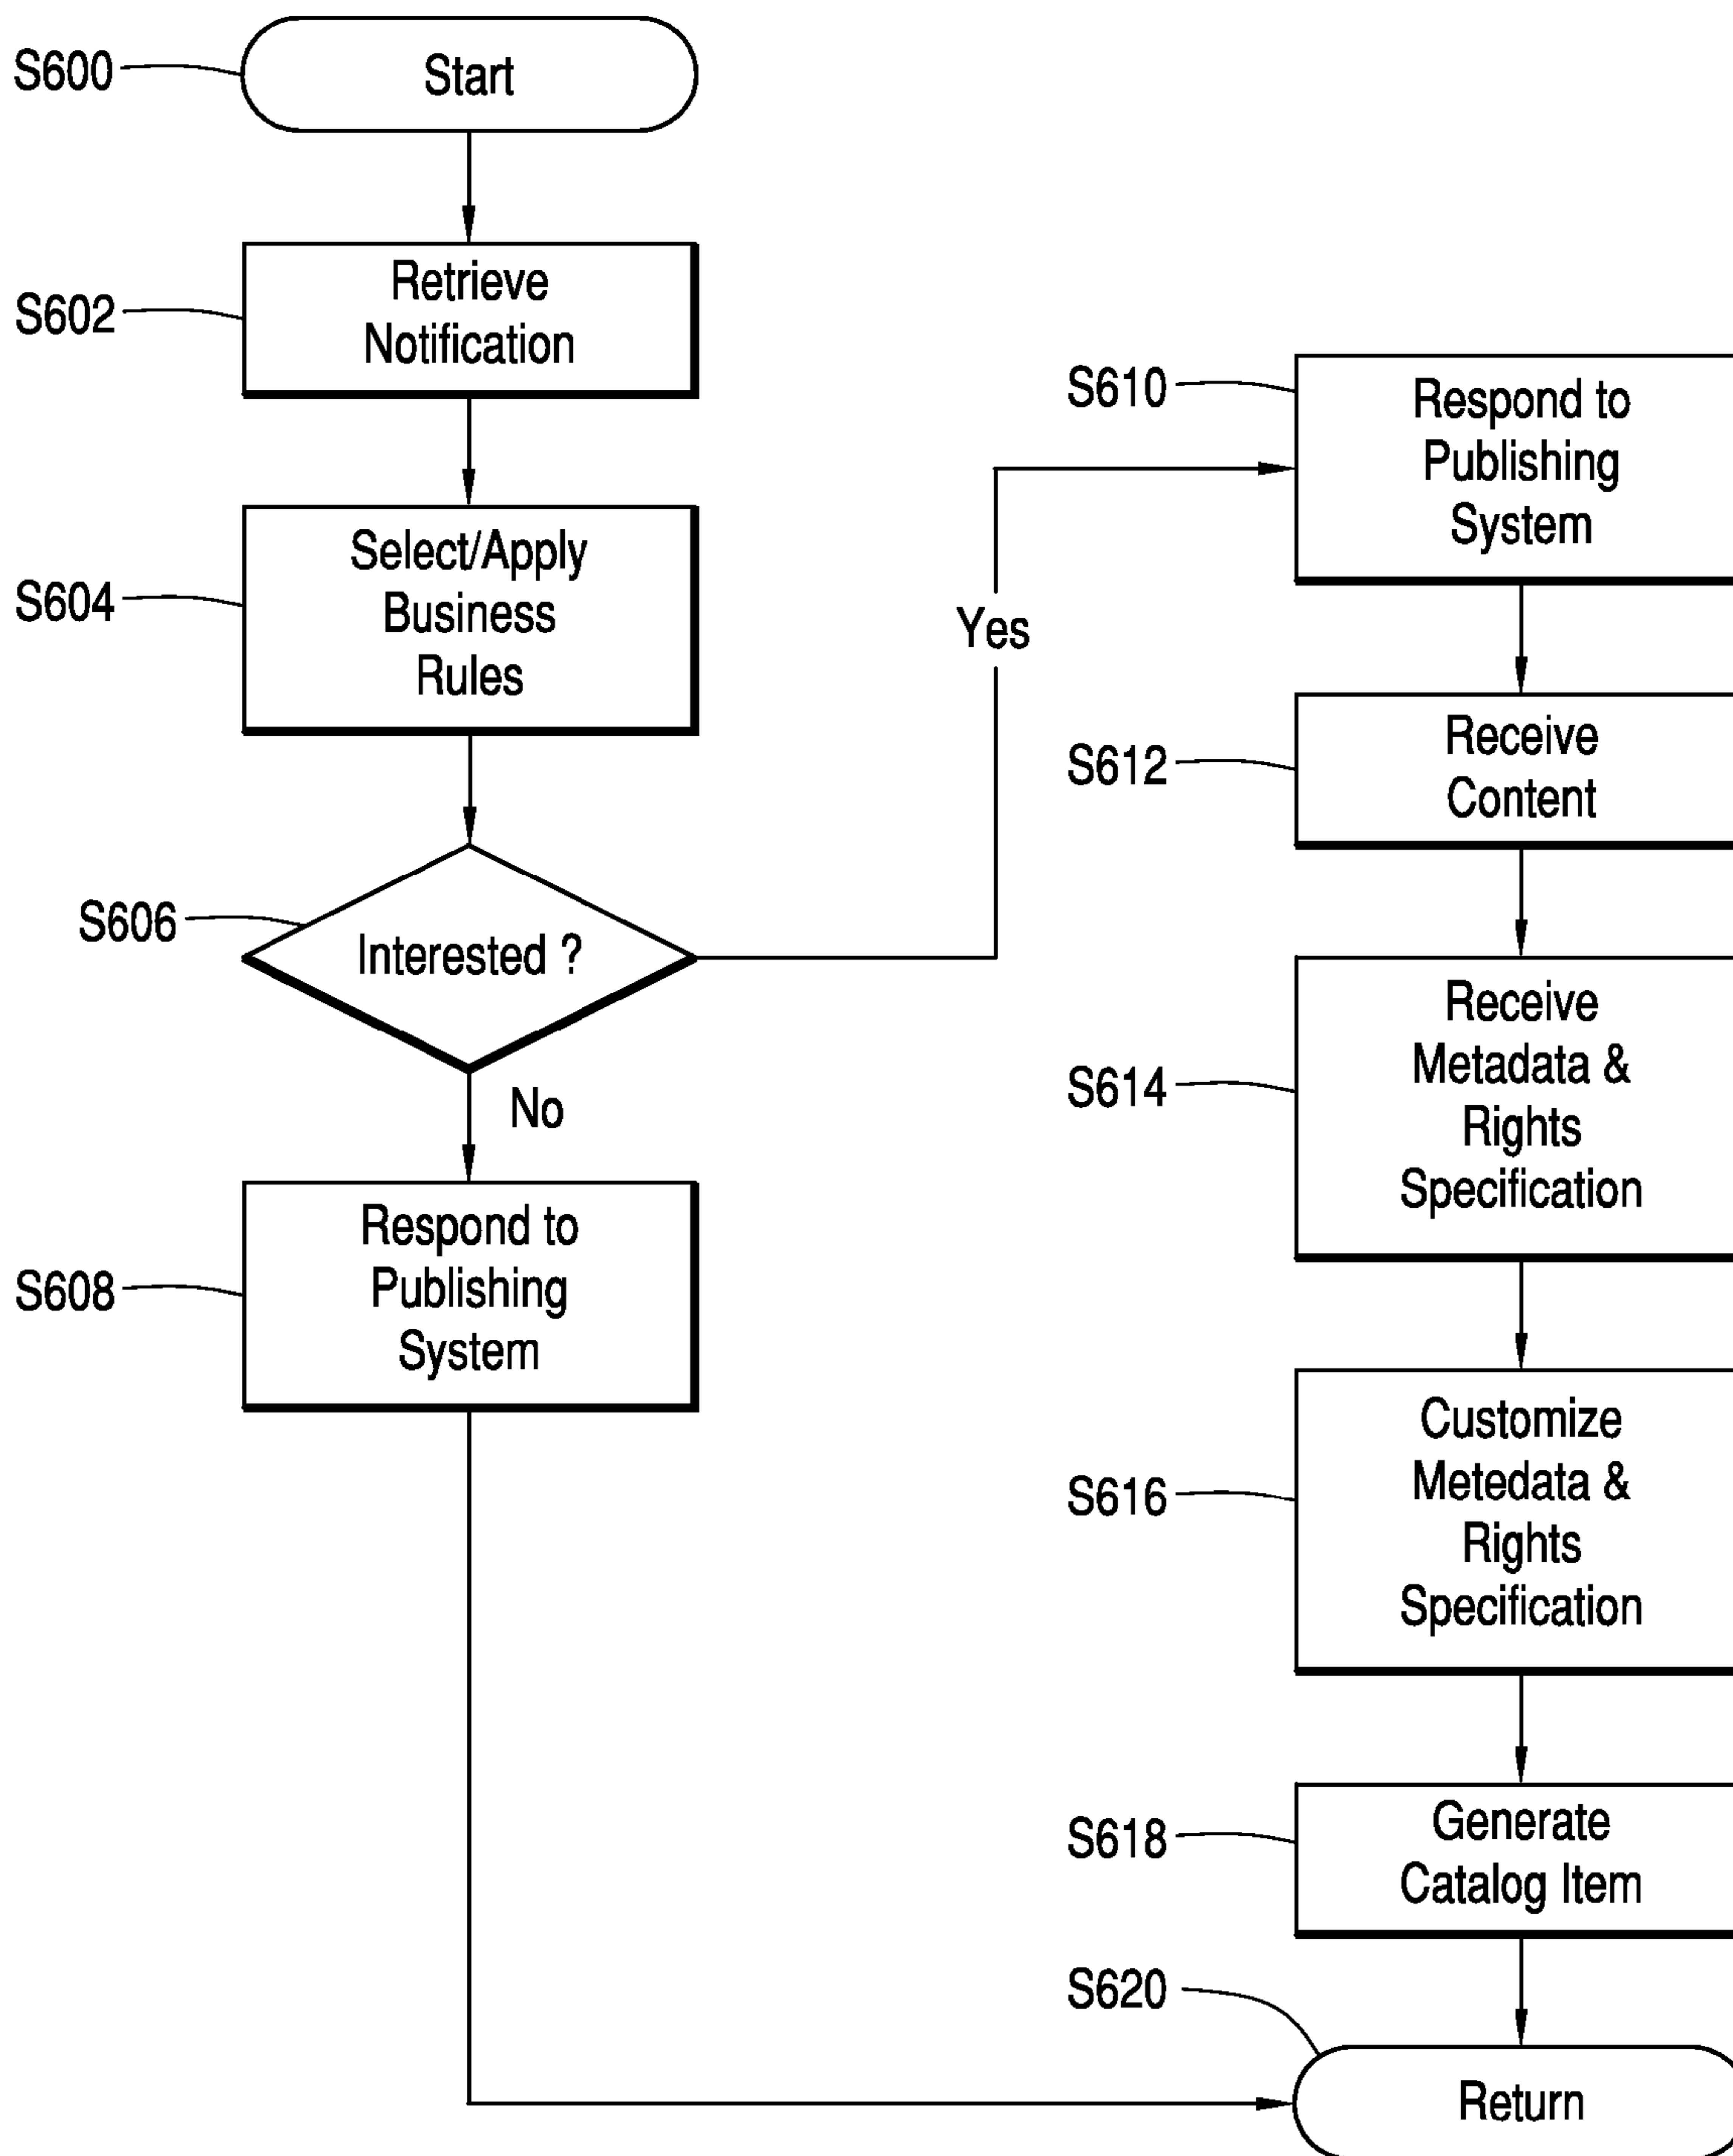 S600
Start
S602
Retrieve
Notification
S604
Select/Apply
Business
Rules
S606
Interested ?
Yes
No
S608
Respond to
Publishing
System
S610
Respond to
Publishing
System
S612
Receive
Content
S614
Receive
Metadata &
Rights
Specification
S616
Customize
Metedata &
Rights
Specification
S618
Generate
Catalog Item
S620
Return